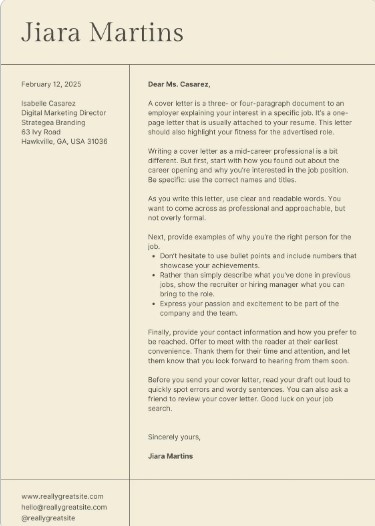 Jiara Martins
February 12, 2025
Isabelle Casarez
Digital Marketing Director
Strategea Branding
63 Ivy Road
Hawkville, GA, USA 31036
Dear Ms. Casarez,
A cover letter is a three- or four-paragraph document to an
employer explaining your interest in a specific job. It's a one-
page letter that is usually attached to your resume. This letter
should also highlight your fitness for the advertised role.
Writing a cover letter as a mid-career professional is a bit
different. But first, start with how you found out about the
career opening and why you're interested in the job position.
Be specific: use the correct names and titles.
As you write this letter, use clear and readable words. You
want to come across as professional and approachable, but
not overly formal.
Next, provide examples of why you're the right person for the
job.
• Don't hesitate to use bullet points and include numbers that
showcase your achievements.
• Rather than simply describe what you've done in previous
jobs, show the recruiter or hiring manager what you can
bring to the role.
• Express your passion and excitement to be part of the
company and the team.
Finally, provide your contact information and how you prefer to
be reached. Offer to meet with the reader at their earliest
convenience. Thank them for their time and attention, and let
them know that you look forward to hearing from them soon.
Before you send your cover letter, read your draft out loud to
quickly spot errors and wordy sentences. You can also ask a
friend to review your cover letter. Good luck on your job
search.
Sincerely yours,
Jiara Martins
www.reallygreatsite.com
hello@reallygreatsite.com
@reallygreatsite